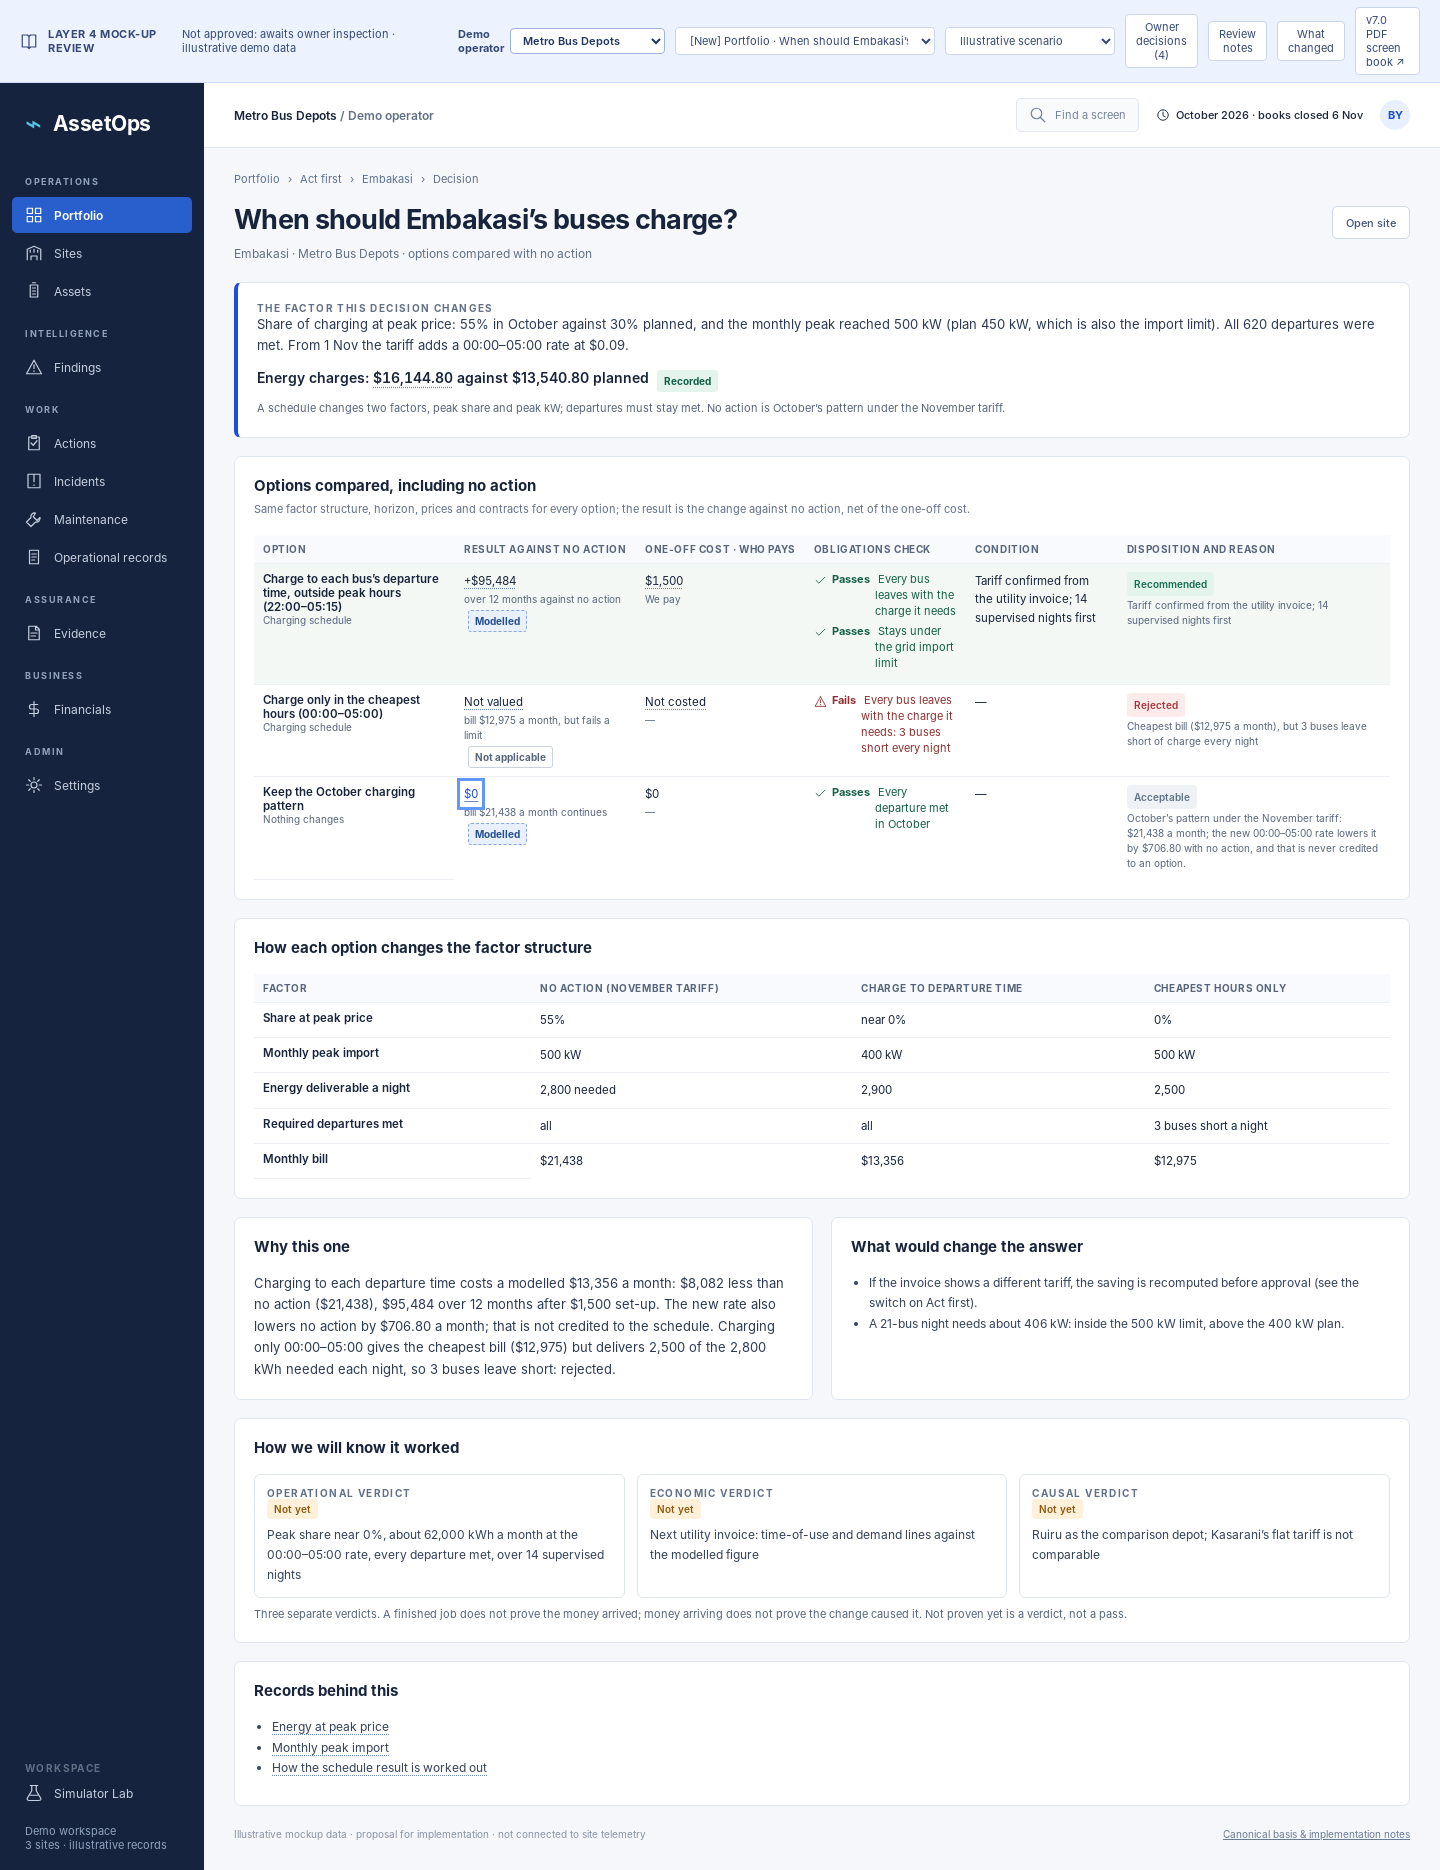 LAYER 4 MOCK-UP
REVIEW
Not approved: awaits owner inspection ·
illustrative demo data
Demo
operator
Metro Bus Depots
[New] Portfolio · When should Embakasi's
Illustrative scenario
Owner
decisions
(4)
Review
notes
What
changed
v7.0
PDF
screen
book ↗
AssetOps
OPERATIONS
Portfolio
Sites
Assets
INTELLIGENCE
Findings
WORK
Actions
Incidents
Maintenance
Operational records
ASSURANCE
Evidence
BUSINESS
Financials
ADMIN
Settings
WORKSPACE
Simulator Lab
Demo workspace
3 sites · illustrative records
Metro Bus Depots / Demo operator
Find a screen
October 2026 · books closed 6 Nov
BY
Portfolio › Act first › Embakasi › Decision
When should Embakasi’s buses charge?
Embakasi · Metro Bus Depots · options compared with no action
Open site
THE FACTOR THIS DECISION CHANGES
Share of charging at peak price: 55% in October against 30% planned, and the monthly peak reached 500 kW (plan 450 kW, which is also the import limit). All 620 departures were
met. From 1 Nov the tariff adds a 00:00–05:00 rate at $0.09.
Energy charges: $16,144.80 against $13,540.80 planned Recorded
A schedule changes two factors, peak share and peak kW; departures must stay met. No action is October’s pattern under the November tariff.
Options compared, including no action
Same factor structure, horizon, prices and contracts for every option; the result is the change against no action, net of the one-off cost.
OPTION RESULT AGAINST NO ACTION ONE-OFF COST · WHO PAYS OBLIGATIONS CHECK CONDITION DISPOSITION AND REASON
Charge to each bus’s departure
time, outside peak hours
(22:00–05:15)
Charging schedule
+$95,484
over 12 months against no action
Modelled
$1,500
We pay
Passes Every bus
leaves with the
charge it needs
Passes Stays under
the grid import
limit
Tariff confirmed from
the utility invoice; 14
supervised nights first
Recommended
Tariff confirmed from the utility invoice; 14
supervised nights first
Charge only in the cheapest
hours (00:00–05:00)
Charging schedule
Not valued
bill $12,975 a month, but fails a
limit
Not applicable
Not costed
—
Fails Every bus leaves
with the charge it
needs: 3 buses
short every night
—
Rejected
Cheapest bill ($12,975 a month), but 3 buses leave
short of charge every night
Keep the October charging
pattern
Nothing changes
$0
bill $21,438 a month continues
Modelled
$0
—
Passes Every
departure met
in October
—
Acceptable
October’s pattern under the November tariff:
$21,438 a month; the new 00:00–05:00 rate lowers it
by $706.80 with no action, and that is never credited
to an option.
How each option changes the factor structure
FACTOR NO ACTION (NOVEMBER TARIFF) CHARGE TO DEPARTURE TIME CHEAPEST HOURS ONLY
Share at peak price 55% near 0% 0%
Monthly peak import 500 kW 400 kW 500 kW
Energy deliverable a night 2,800 needed 2,900 2,500
Required departures met all all 3 buses short a night
Monthly bill $21,438 $13,356 $12,975
Why this one
Charging to each departure time costs a modelled $13,356 a month: $8,082 less than
no action ($21,438), $95,484 over 12 months after $1,500 set-up. The new rate also
lowers no action by $706.80 a month; that is not credited to the schedule. Charging
only 00:00–05:00 gives the cheapest bill ($12,975) but delivers 2,500 of the 2,800
kWh needed each night, so 3 buses leave short: rejected.
What would change the answer
• If the invoice shows a different tariff, the saving is recomputed before approval (see the
switch on Act first).
• A 21-bus night needs about 406 kW: inside the 500 kW limit, above the 400 kW plan.
How we will know it worked
OPERATIONAL VERDICT
Not yet
Peak share near 0%, about 62,000 kWh a month at the
00:00–05:00 rate, every departure met, over 14 supervised
nights
ECONOMIC VERDICT
Not yet
Next utility invoice: time-of-use and demand lines against
the modelled figure
CAUSAL VERDICT
Not yet
Ruiru as the comparison depot; Kasarani’s flat tariff is not
comparable
Three separate verdicts. A finished job does not prove the money arrived; money arriving does not prove the change caused it. Not proven yet is a verdict, not a pass.
Records behind this
• Energy at peak price
• Monthly peak import
• How the schedule result is worked out
Illustrative mockup data · proposal for implementation · not connected to site telemetry
Canonical basis & implementation notes